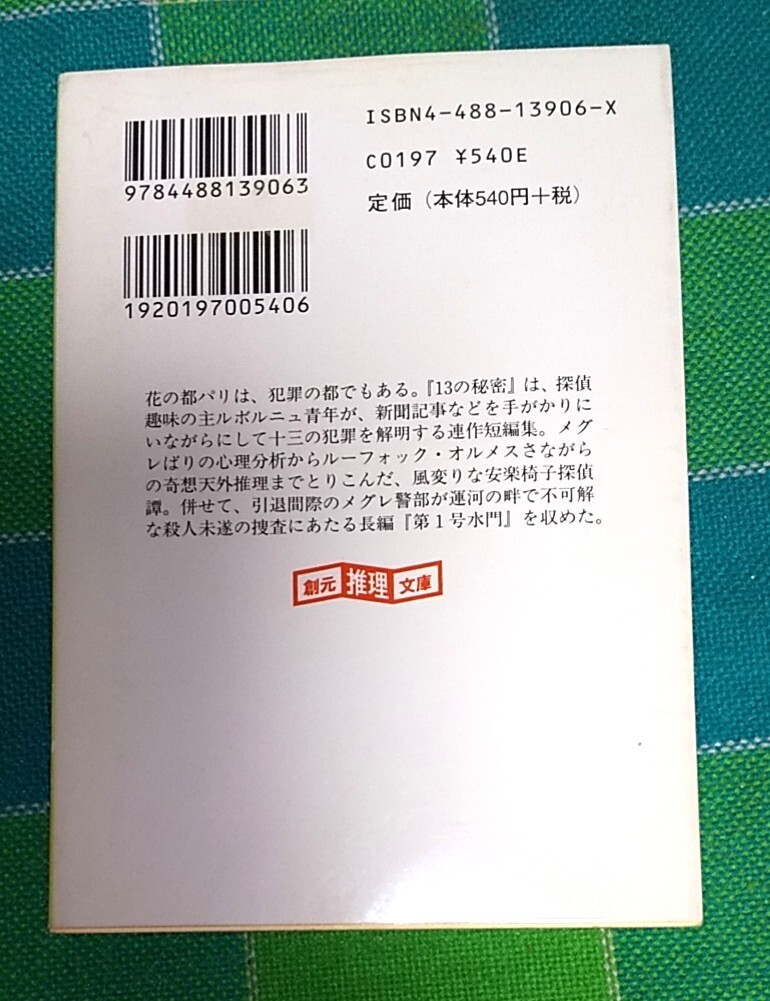 ISBN4-488-13906-X
9784488139063
C0197 ¥540E
定価（本体540円＋税）
1920197005406
花の都パリは、犯罪の都でもある。『13の秘密』は、探偵
趣味の主ルボルニュ青年が、新聞記事などを手がかりに
いながらにして十三の犯罪を解明する連作短編集。メグ
レばりの心理分析からルーフォック・オルメスさながら
の奇想天外推理までとりこんだ、風変りな安楽椅子探偵
譚。併せて、引退間際のメグレ警部が運河の畔で不可解
な殺人未遂の捜査にあたる長編『第１号水門』を収めた。
創元推理文庫